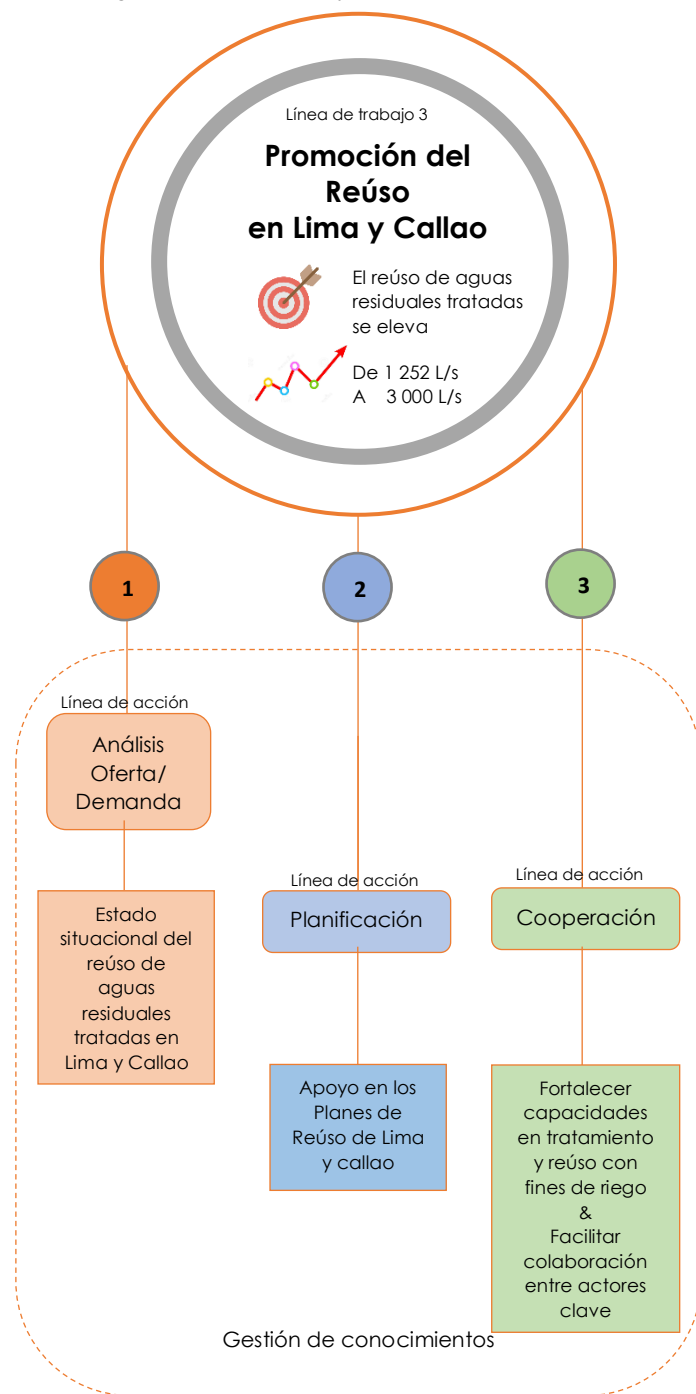 Línea de trabajo 3
Promoción del
Reúso
en Lima y Callao
El reúso de aguas
residuales tratadas
se eleva
De 1 252 L/s
A 3 000 L/s
1
2
3
Línea de acción
Análisis
Oferta/
Demanda
Estado
situacional del
reúso de
aguas
residuales
tratadas en
Lima y Callao
Línea de acción
Planificación
Apoyo en los
Planes de
Reúso de Lima
y callao
Línea de acción
Cooperación
Fortalecer
capacidades
en tratamiento
y reúso con
fines de riego
&
Facilitar
colaboración
entre actores
clave
Gestión de conocimientos